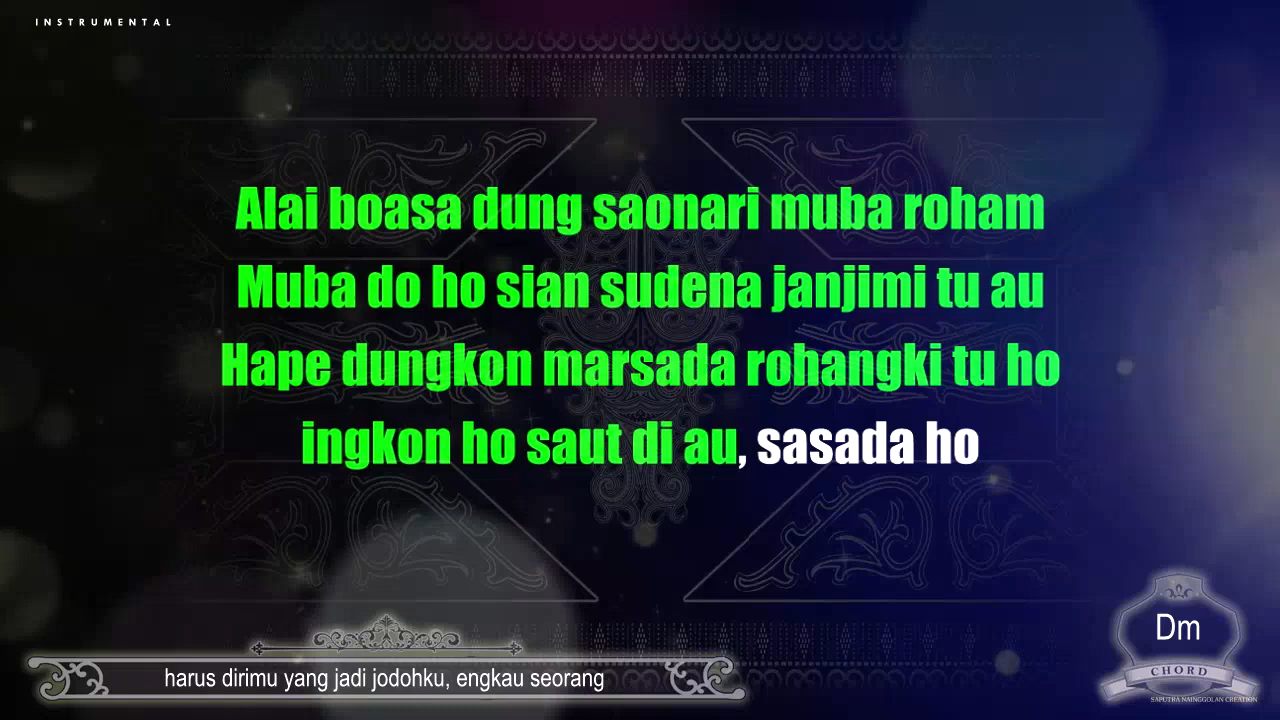 INSTRUMENTAL
Alai boasa dung saonari muba roham
Muba do ho sian sudena janjimi tu au
Hape dungkon marsada rohangki tu ho
ingkon ho saut di au, sasada ho
Dm
CHORD
harus dirimu yang jadi jodohku, engkau seorang
SAPUTRA NAINGGOLAN CREATION